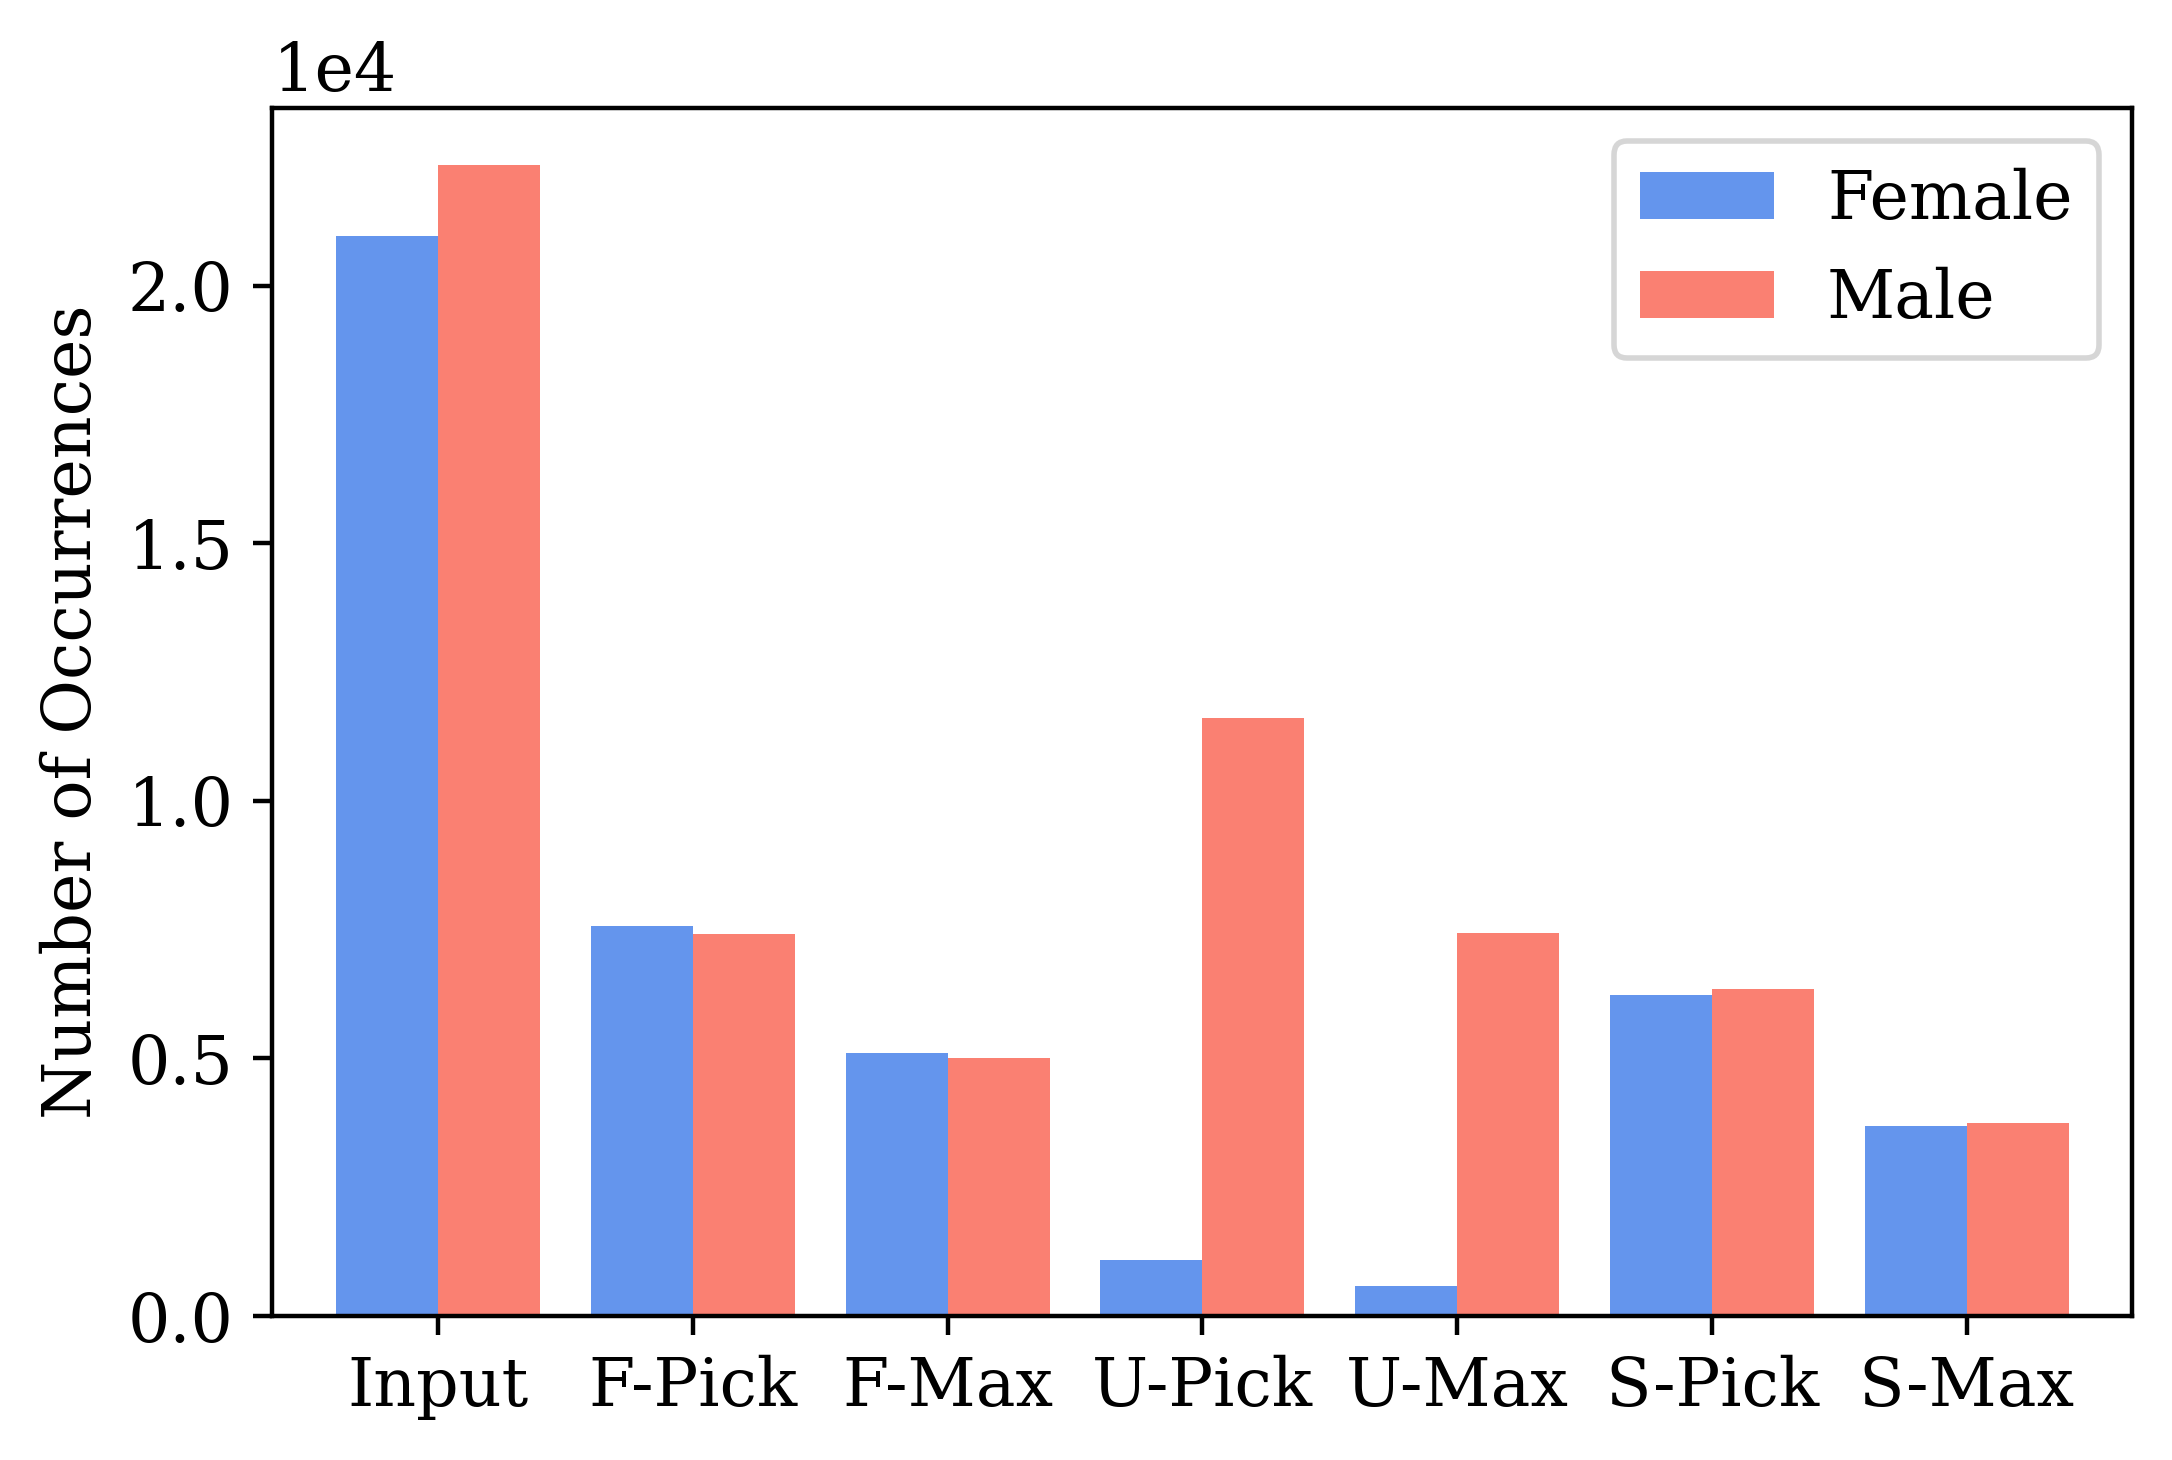 1e4
Female
Male
Number of Occurrences
2.0
1.5
1.0
0.5
0.0
Input F-Pick F-Max U-Pick U-Max S-Pick S-Max